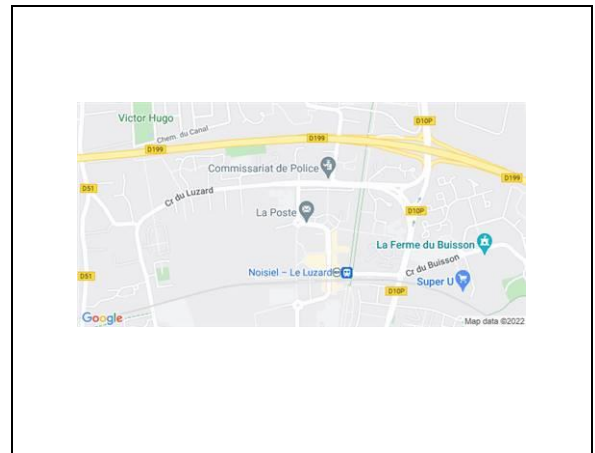 Victor Hugo
D10P
Chem. du Canal
D199
D199
Commissariat de Police
D199
D51
Cr du Luzard
La Poste
D10P
La Ferme du Buisson
Noisiel – Le Luzard
Cr du Buisson
D51
Super U
D10P
Google
Map data ©2022